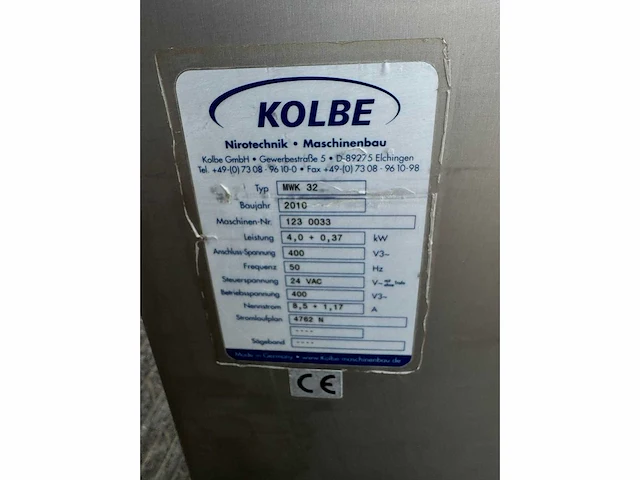 KOLBE
Nirotechnik • Maschinenbau
Kolbe GmbH • Gewerbestraße 5 • D-89275 Elchingen
Tel. +49-(0) 73 08 - 96 10-0 • Fax +49-(0) 73 08 - 96 10-98
Typ MWK 32
Baujahr 2010
Maschinen-Nr. 123 0033
Leistung 4,0 + 0,37 kW
Anschluss-Spannung 400 V3~
Frequenz 50 Hz
Steuerspannung 24 VAC V~
Betriebsspannung 400 V3~
Nennstrom 8,5 + 1,17 A
Stromlaufplan 4762 N
----
Sägeband ----
Made in Germany • www.Kolbe-maschinenbau.de
CE